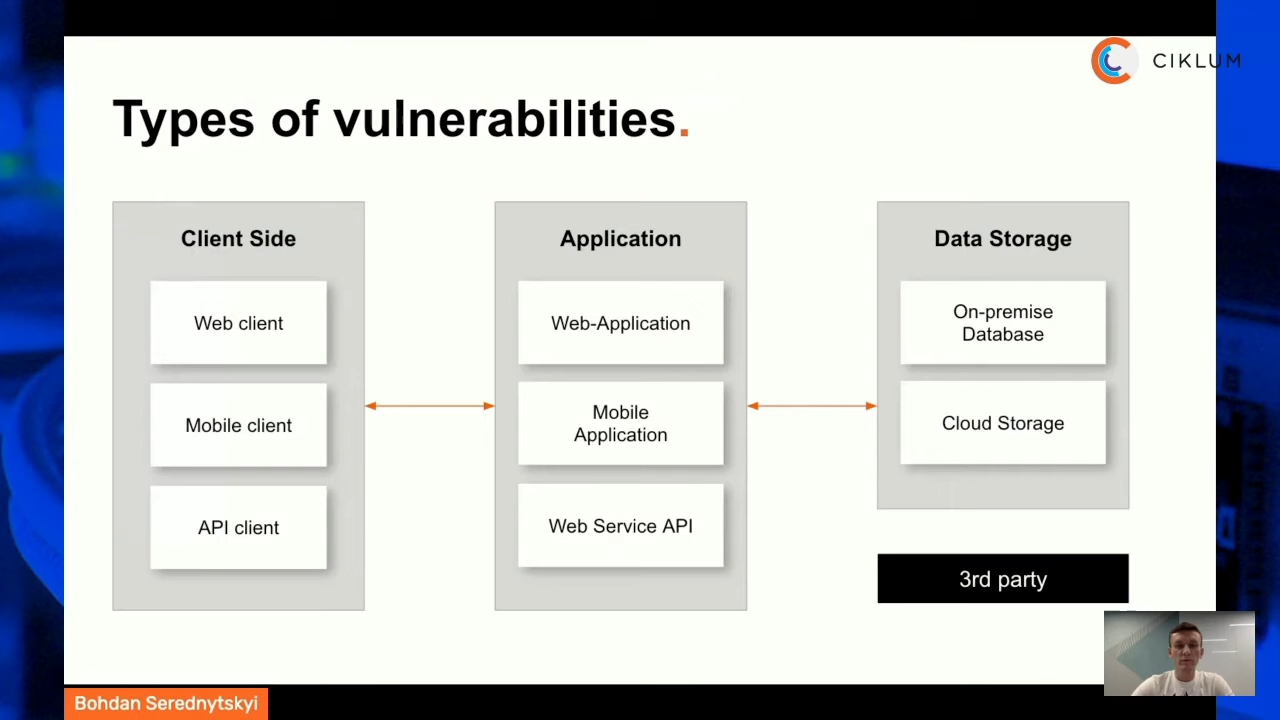 CIKLUM
Types of vulnerabilities.
Client Side
Web client
Mobile client
API client
Application
Web-Application
Mobile
Application
Web Service API
Data Storage
On-premise
Database
Cloud Storage
3rd party
Bohdan Serednytskyi